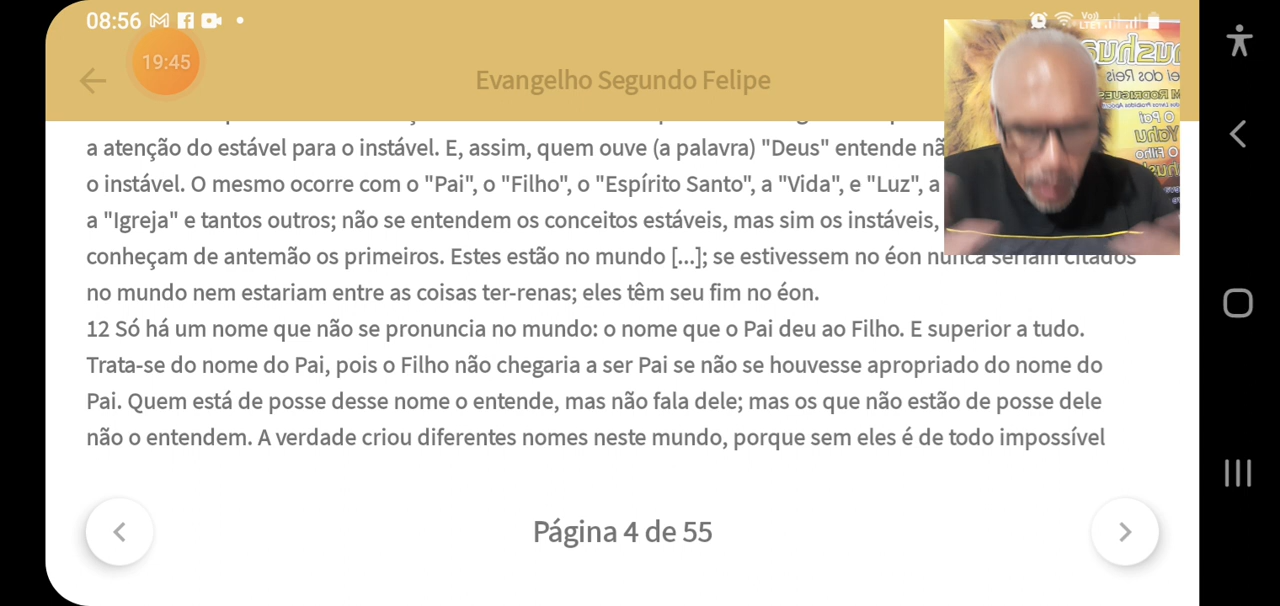 08:56
19:45
Evangelho Segundo Felipe
a atenção do estável para o instável. E, assim, quem ouve (a palavra) "Deus" entende
o instável. O mesmo ocorre com o "Pai", o "Filho", o "Espírito Santo", a "Vida", e "Luz", a
a "Igreja" e tantos outros; não se entendem os conceitos estáveis, mas sim os instáveis,
conheçam de antemão os primeiros. Estes estão no mundo [...]; se estivessem no éon nunca seriam citados
no mundo nem estariam entre as coisas ter-renas; eles têm seu fim no éon.
12 Só há um nome que não se pronuncia no mundo: o nome que o Pai deu ao Filho. E superior a tudo.
Trata-se do nome do Pai, pois o Filho não chegaria a ser Pai se não se houvesse apropriado do nome do
Pai. Quem está de posse desse nome o entende, mas não fala dele; mas os que não estão de posse dele
não o entendem. A verdade criou diferentes nomes neste mundo, porque sem eles é de todo impossível
Página 4 de 55